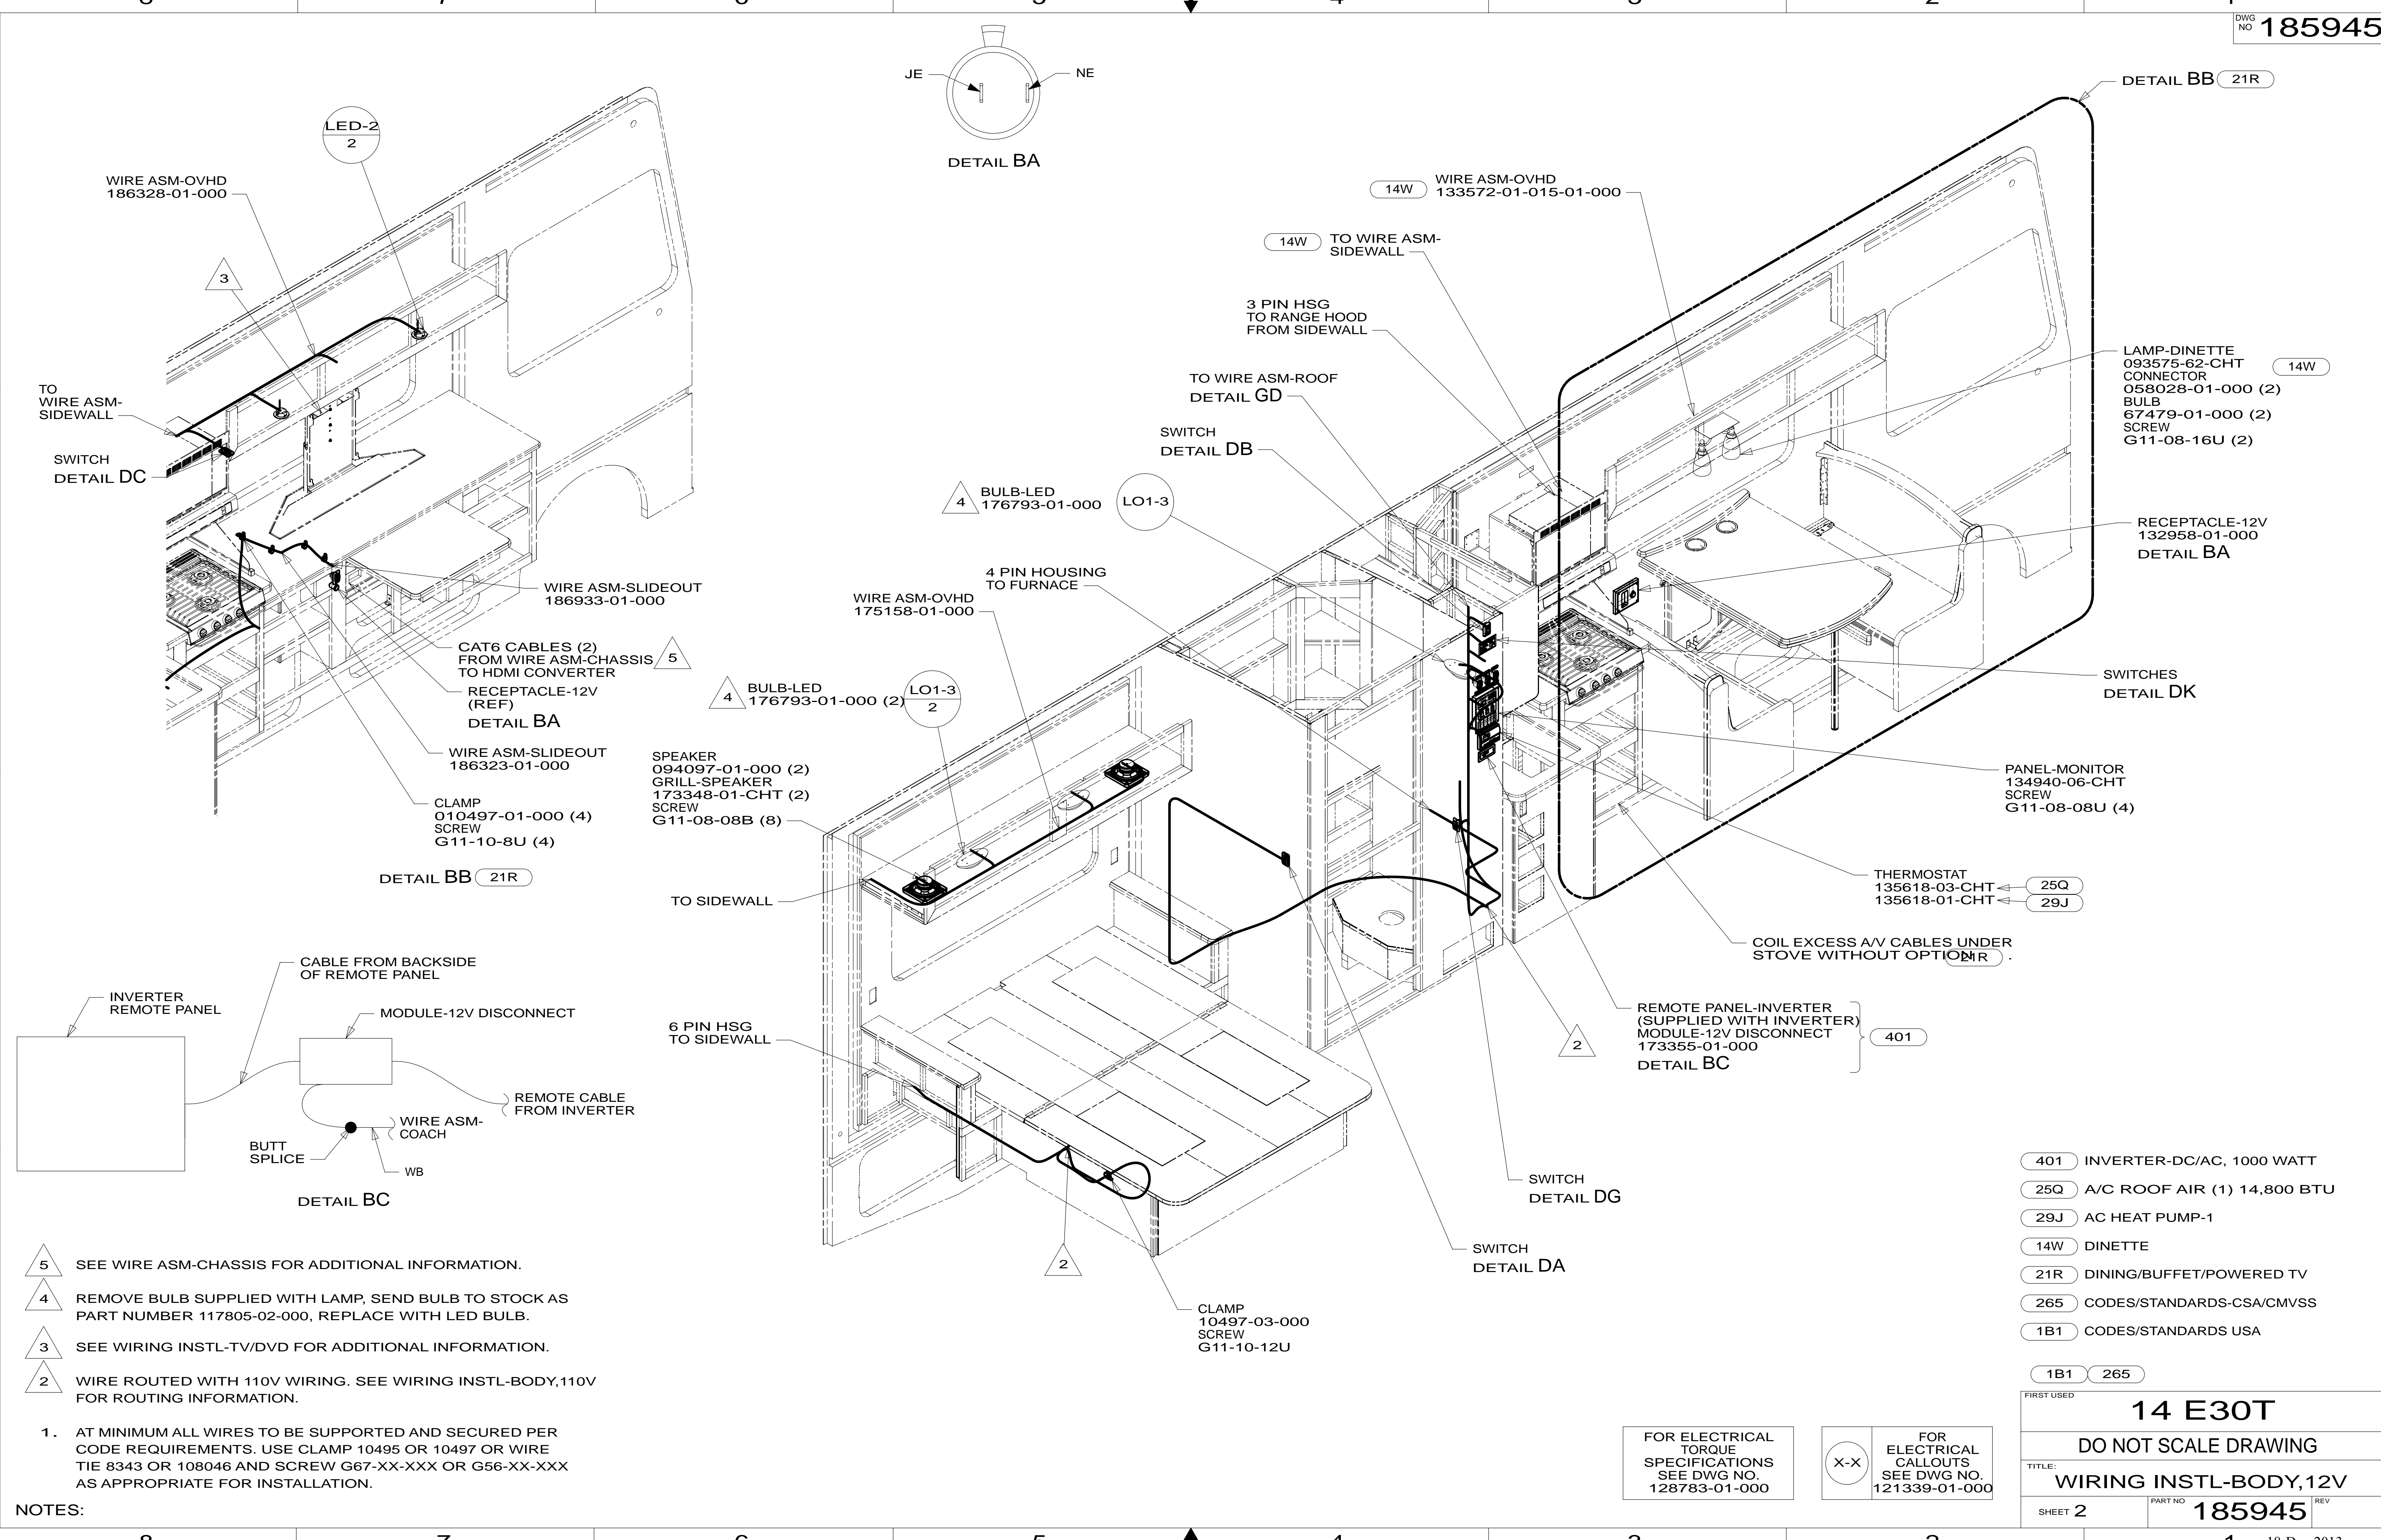 DWG
NO 185945
JE
NE
DETAIL BA
DETAIL BB 21R
LED-2
2
WIRE ASM-OVHD
186328-01-000
3
TO
WIRE ASM-
SIDEWALL
SWITCH
DETAIL DC
WIRE ASM-SLIDEOUT
186933-01-000
CAT6 CABLES (2)
FROM WIRE ASM-CHASSIS
TO HDMI CONVERTER
5
RECEPTACLE-12V
(REF)
DETAIL BA
WIRE ASM-SLIDEOUT
186323-01-000
CLAMP
010497-01-000 (4)
SCREW
G11-10-8U (4)
DETAIL BB 21R
14W
WIRE ASM-OVHD
133572-01-015-01-000
14W
TO WIRE ASM-
SIDEWALL
3 PIN HSG
TO RANGE HOOD
FROM SIDEWALL
TO WIRE ASM-ROOF
DETAIL GD
SWITCH
DETAIL DB
4
BULB-LED
176793-01-000
LO1-3
4 PIN HOUSING
TO FURNACE
WIRE ASM-OVHD
175158-01-000
4
BULB-LED
176793-01-000 (2)
LO1-3
2
SPEAKER
094097-01-000 (2)
GRILL-SPEAKER
173348-01-CHT (2)
SCREW
G11-08-08B (8)
TO SIDEWALL
6 PIN HSG
TO SIDEWALL
LAMP-DINETTE
093575-62-CHT
14W
CONNECTOR
058028-01-000 (2)
BULB
67479-01-000 (2)
SCREW
G11-08-16U (2)
RECEPTACLE-12V
132958-01-000
DETAIL BA
SWITCHES
DETAIL DK
PANEL-MONITOR
134940-06-CHT
SCREW
G11-08-08U (4)
THERMOSTAT
135618-03-CHT 25Q
135618-01-CHT 29J
COIL EXCESS A/V CABLES UNDER
STOVE WITHOUT OPTION 21R .
REMOTE PANEL-INVERTER
(SUPPLIED WITH INVERTER)
MODULE-12V DISCONNECT
173355-01-000
DETAIL BC
401
2
SWITCH
DETAIL DG
SWITCH
DETAIL DA
2
CLAMP
10497-03-000
SCREW
G11-10-12U
CABLE FROM BACKSIDE
OF REMOTE PANEL
INVERTER
REMOTE PANEL
MODULE-12V DISCONNECT
REMOTE CABLE
FROM INVERTER
WIRE ASM-
COACH
BUTT
SPLICE
WB
DETAIL BC
5 SEE WIRE ASM-CHASSIS FOR ADDITIONAL INFORMATION.
4 REMOVE BULB SUPPLIED WITH LAMP, SEND BULB TO STOCK AS
PART NUMBER 117805-02-000, REPLACE WITH LED BULB.
3 SEE WIRING INSTL-TV/DVD FOR ADDITIONAL INFORMATION.
2 WIRE ROUTED WITH 110V WIRING. SEE WIRING INSTL-BODY,110V
FOR ROUTING INFORMATION.
1. AT MINIMUM ALL WIRES TO BE SUPPORTED AND SECURED PER
CODE REQUIREMENTS. USE CLAMP 10495 OR 10497 OR WIRE
TIE 8343 OR 108046 AND SCREW G67-XX-XXX OR G56-XX-XXX
AS APPROPRIATE FOR INSTALLATION.
NOTES:
401 INVERTER-DC/AC, 1000 WATT
25Q A/C ROOF AIR (1) 14,800 BTU
29J AC HEAT PUMP-1
14W DINETTE
21R DINING/BUFFET/POWERED TV
265 CODES/STANDARDS-CSA/CMVSS
1B1 CODES/STANDARDS USA
1B1 265
FOR ELECTRICAL
TORQUE
SPECIFICATIONS
SEE DWG NO.
128783-01-000
X-X
FOR
ELECTRICAL
CALLOUTS
SEE DWG NO.
121339-01-000
FIRST USED
14 E30T
DO NOT SCALE DRAWING
TITLE:
WIRING INSTL-BODY,12V
SHEET 2
PART NO 185945
REV